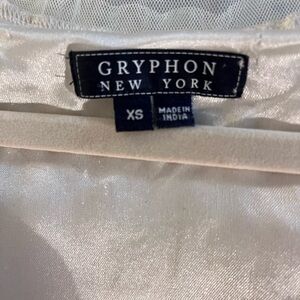 GRYPHON
NEW YORK
XS
MADE IN
INDIA